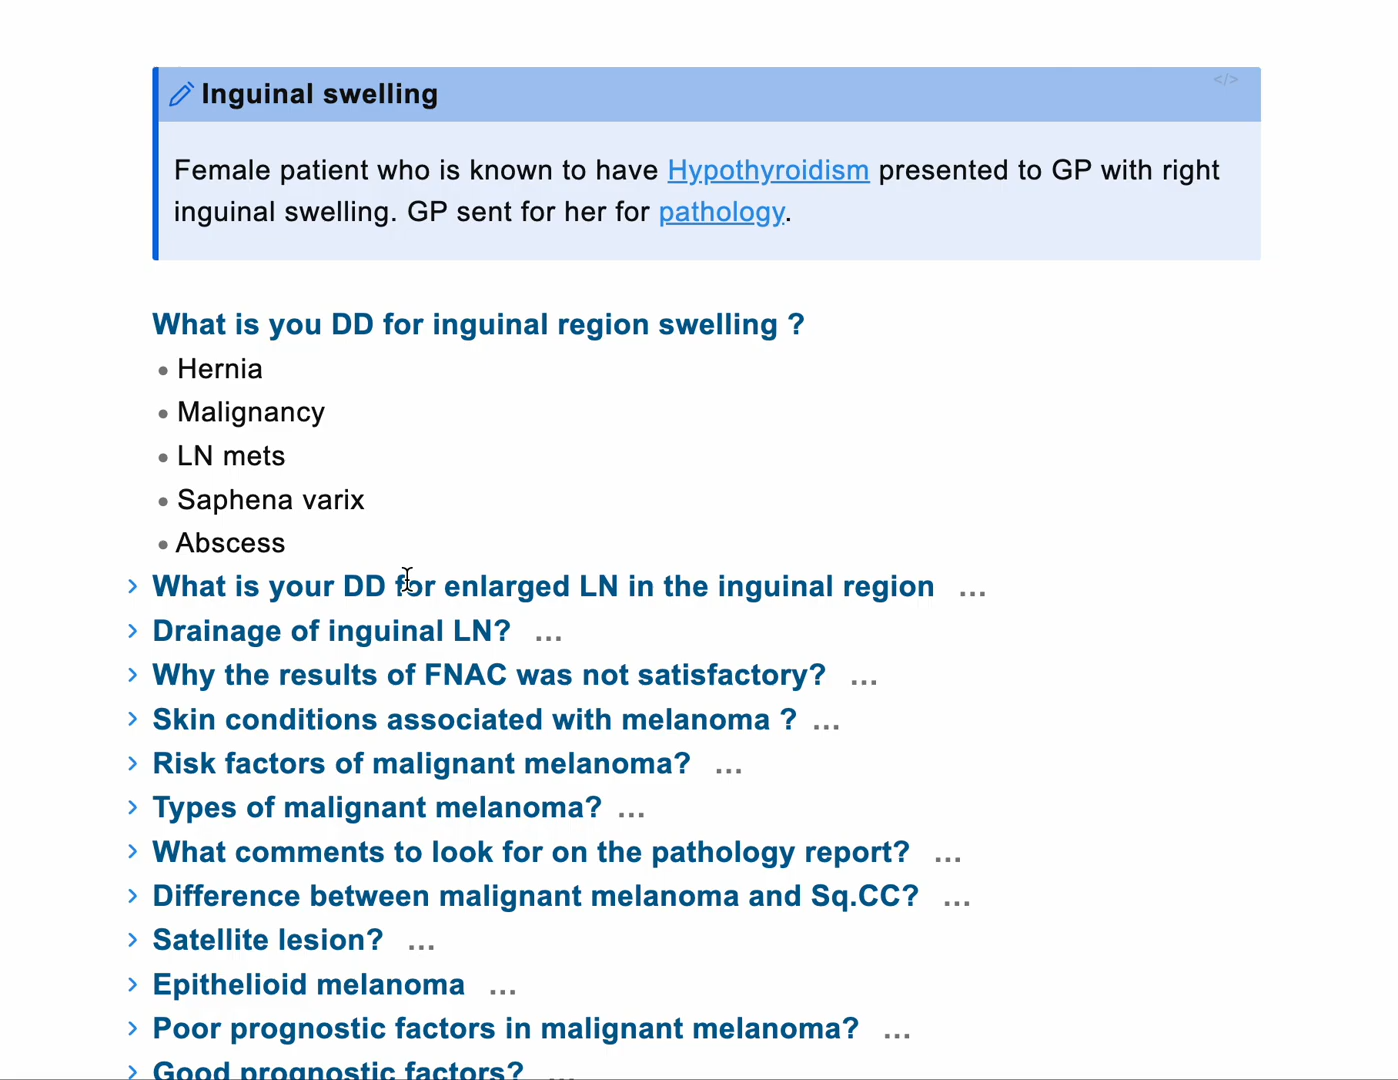 </>
Inguinal swelling
Female patient who is known to have Hypothyroidism presented to GP with right
inguinal swelling. GP sent for her for pathology.
What is you DD for inguinal region swelling ?
• Hernia
• Malignancy
• LN mets
• Saphena varix
• Abscess
What is your DD for enlarged LN in the inguinal region ...
Drainage of inguinal LN? ...
Why the results of FNAC was not satisfactory? ...
Skin conditions associated with melanoma ? ...
Risk factors of malignant melanoma? ...
Types of malignant melanoma? ...
What comments to look for on the pathology report? ...
Difference between malignant melanoma and Sq.CC? ...
Satellite lesion? ...
Epithelioid melanoma ...
Poor prognostic factors in malignant melanoma? ...
Good prognostic factors? ...